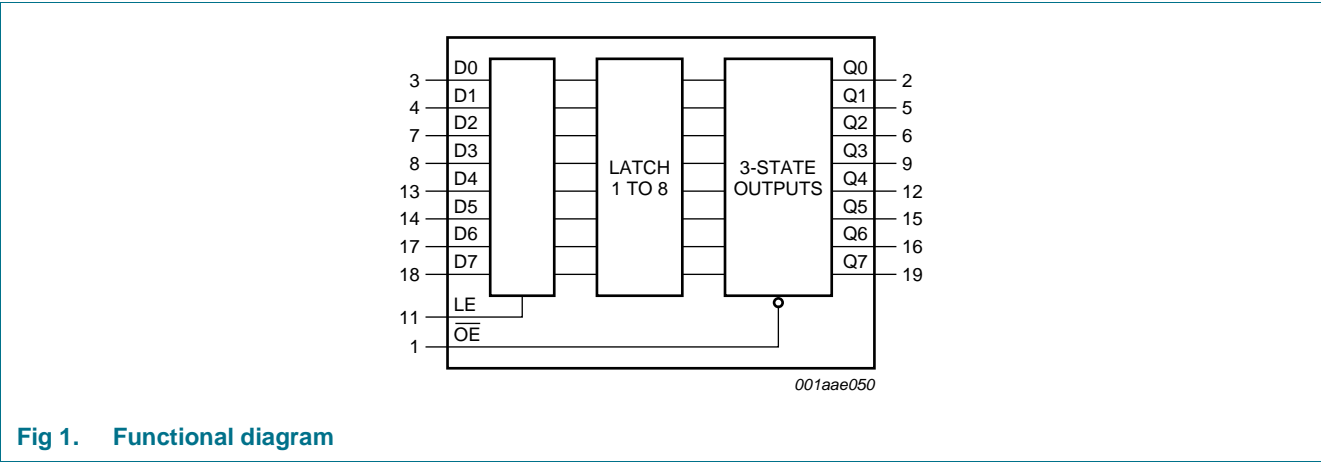 3 D0 Q0 2
4 D1 Q1 5
7 D2 Q2 6
8 D3 Q3 9
LATCH 1 TO 8
3-STATE OUTPUTS
13 D4 Q4 12
14 D5 Q5 15
17 D6 Q6 16
18 D7 Q7 19
11 LE
1 O̅E̅
001aae050
Fig 1. Functional diagram